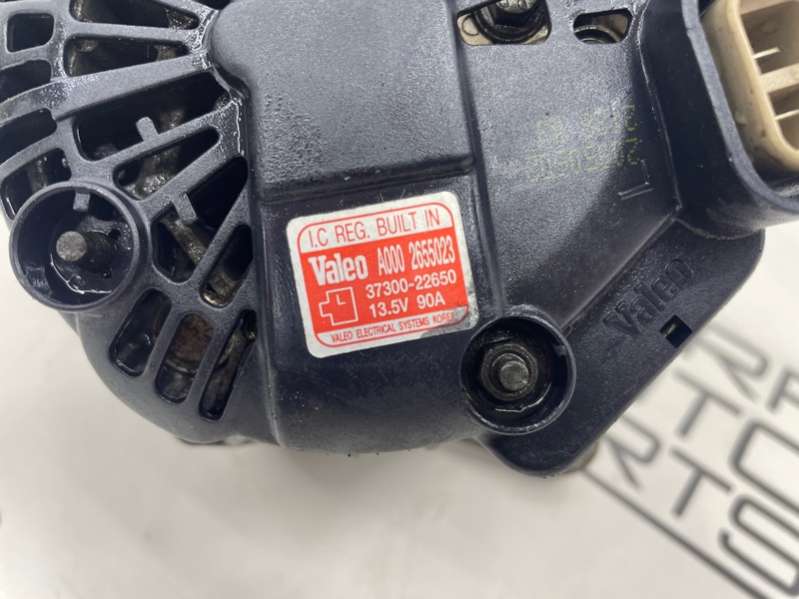 I.C REG. BUILT IN
Valeo A000 2655023
37300-22650
13.5V 90A
VALEO ELECTRICAL SYSTEMS KOREA
Valeo